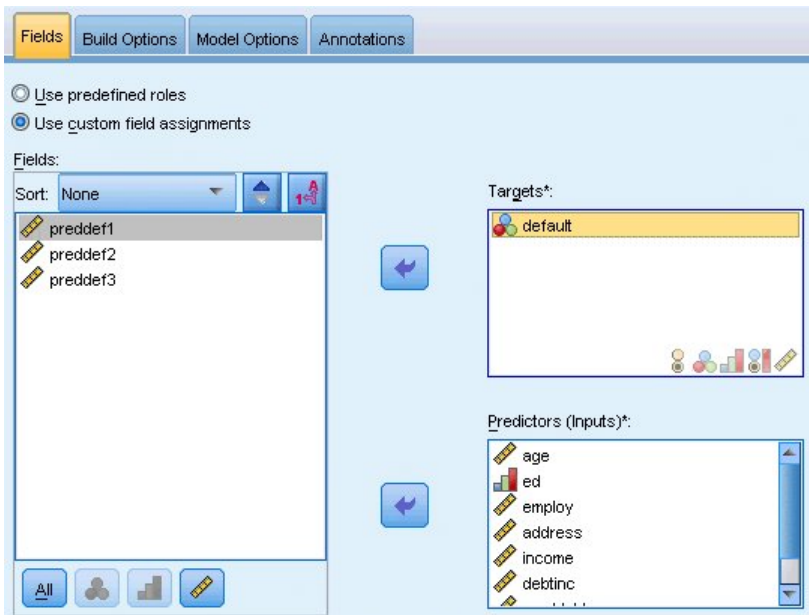 Fields Build Options Model Options Annotations
Use predefined roles
Use custom field assignments
Fields:
Sort: None
preddef1
preddef2
preddef3
All
Targets*:
default
Predictors (Inputs)*:
age
ed
employ
address
income
debtinc